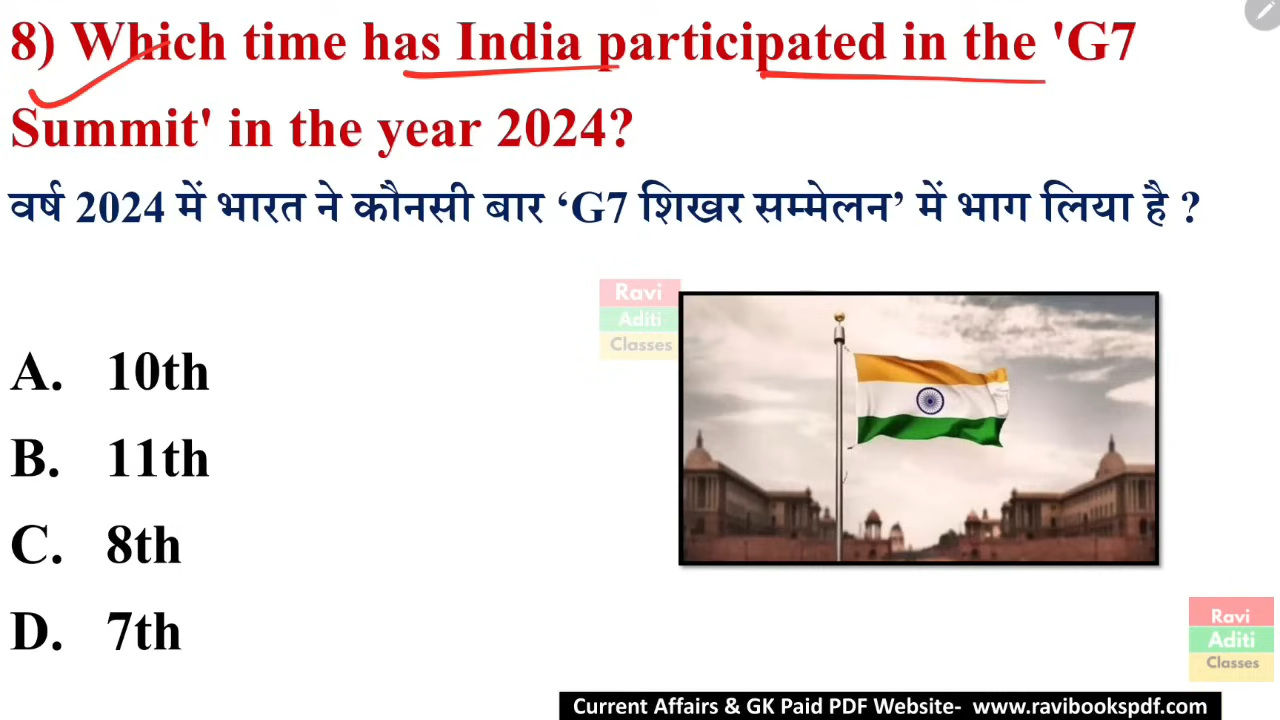 8) Which time has India participated in the 'G7
Summit' in the year 2024?
वर्ष 2024 में भारत ने कौनसी बार ‘G7 शिखर सम्मेलन’ में भाग लिया है ?
Ravi
Aditi
Classes
A. 10th
B. 11th
C. 8th
D. 7th
Ravi
Aditi
Classes
Current Affairs & GK Paid PDF Website- www.ravibookspdf.com